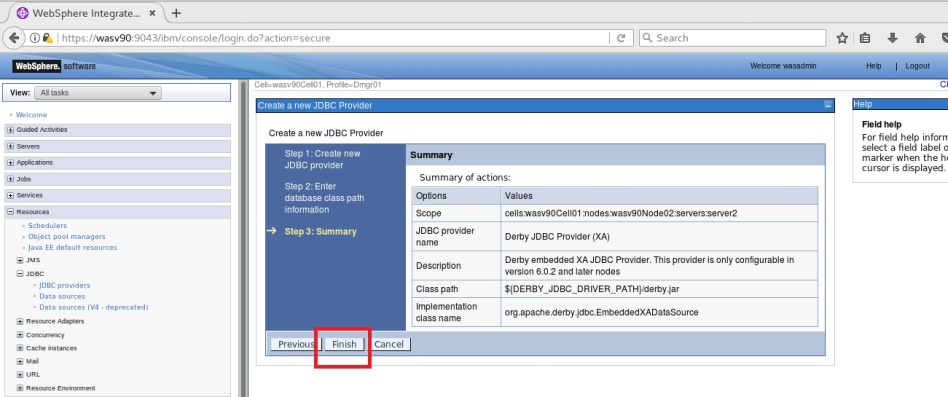 WebSphere Integrate...
https://wasv90:9043/ibm/console/login.do?action=secure
Search
WebSphere. software
Welcome wasadmin
Help | Logout
View: All tasks
Cell=wasv90Cell01, Profile=Dmgr01
Welcome
Guided Activities
Servers
Applications
Jobs
Services
Resources
Schedulers
Object pool managers
Java EE default resources
JMS
JDBC
JDBC providers
Data sources
Data sources (V4 - deprecated)
Resource Adapters
Concurrency
Cache instances
Mail
URL
Resource Environment
Create a new JDBC Provider
Create a new JDBC Provider
Step 1: Create new
JDBC provider
Step 2: Enter
database class path
information
Step 3: Summary
Summary
Summary of actions:
Options Values
Scope cells:wasv90Cell01:nodes:wasv90Node02:servers:server2
JDBC provider
name
Derby JDBC Provider (XA)
Description
Derby embedded XA JDBC Provider. This provider is only configurable in
version 6.0.2 and later nodes
Class path ${DERBY_JDBC_DRIVER_PATH}/derby.jar
Implementation
class name
org.apache.derby.jdbc.EmbeddedXADataSource
Previous Finish Cancel
Help
Field help
For field help inform
select a field label o
marker when the he
cursor is displayed.